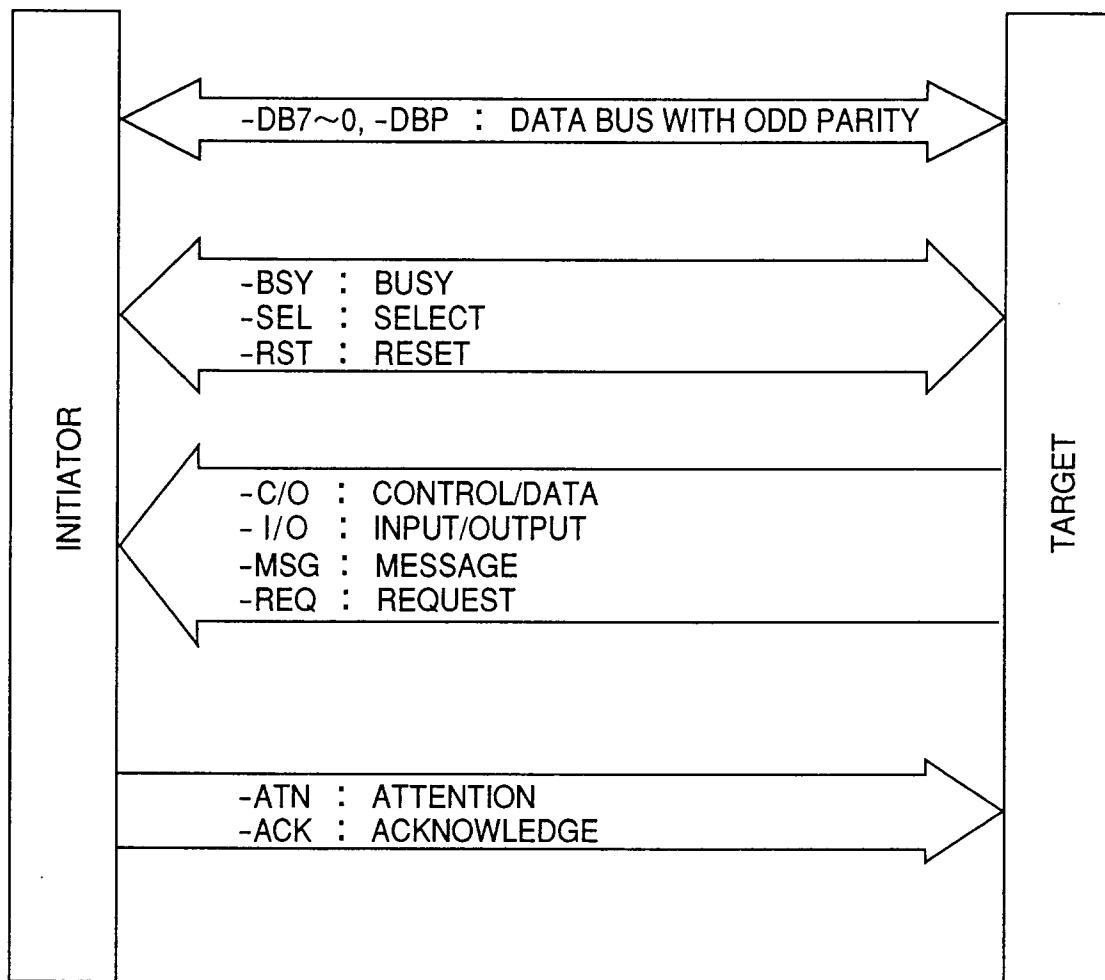 -DB7~0, -DBP : DATA BUS WITH ODD PARITY
-BSY : BUSY
-SEL : SELECT
-RST : RESET
INITIATOR
-C/O : CONTROL/DATA
-I/O : INPUT/OUTPUT
-MSG : MESSAGE
-REQ : REQUEST
TARGET
-ATN : ATTENTION
-ACK : ACKNOWLEDGE